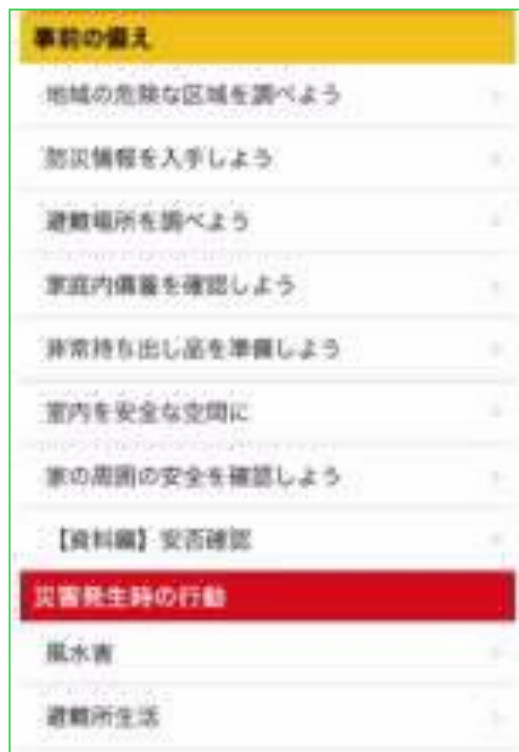 事前の備え
地域の危険な区域を調べよう
防災情報を入手しよう
避難場所を調べよう
家庭内備蓄を確認しよう
非常持ち出し品を準備しよう
室内を安全な空間に
家の周囲の安全を確認しよう
【資料編】安否確認
災害発生時の行動
風水害
避難所生活